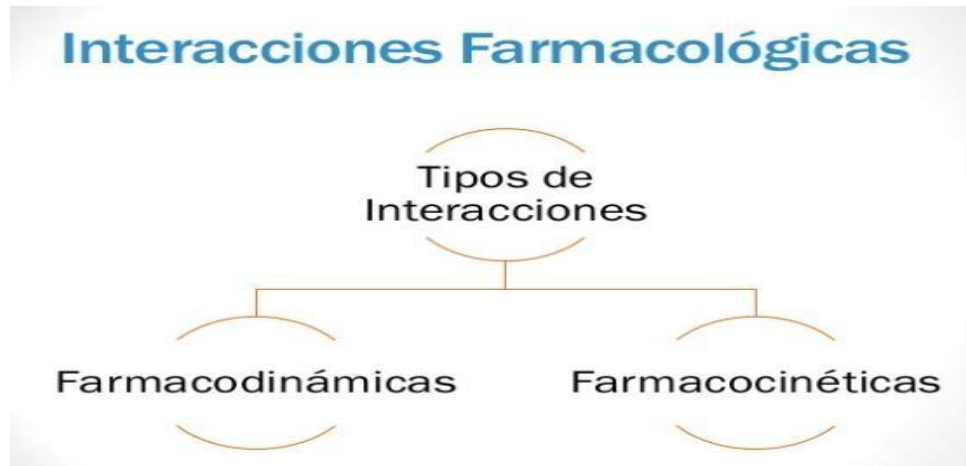 Interacciones Farmacológicas
Tipos de
Interacciones
Farmacodinámicas
Farmacocinéticas